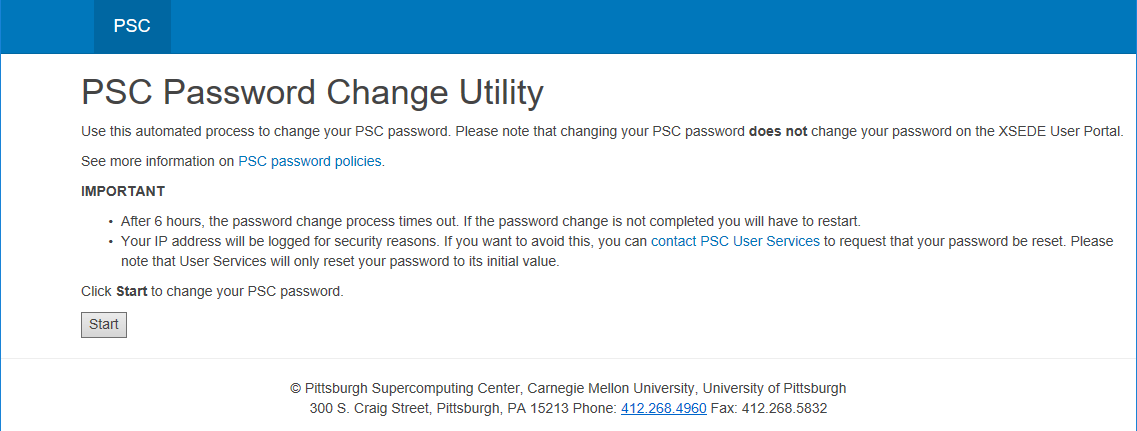 PSC
PSC Password Change Utility
Use this automated process to change your PSC password. Please note that changing your PSC password does not change your password on the XSEDE User Portal.
See more information on PSC password policies.
IMPORTANT
• After 6 hours, the password change process times out. If the password change is not completed you will have to restart.
• Your IP address will be logged for security reasons. If you want to avoid this, you can contact PSC User Services to request that your password be reset. Please
note that User Services will only reset your password to its initial value.
Click Start to change your PSC password.
Start
© Pittsburgh Supercomputing Center, Carnegie Mellon University, University of Pittsburgh
300 S. Craig Street, Pittsburgh, PA 15213 Phone: 412.268.4960 Fax: 412.268.5832